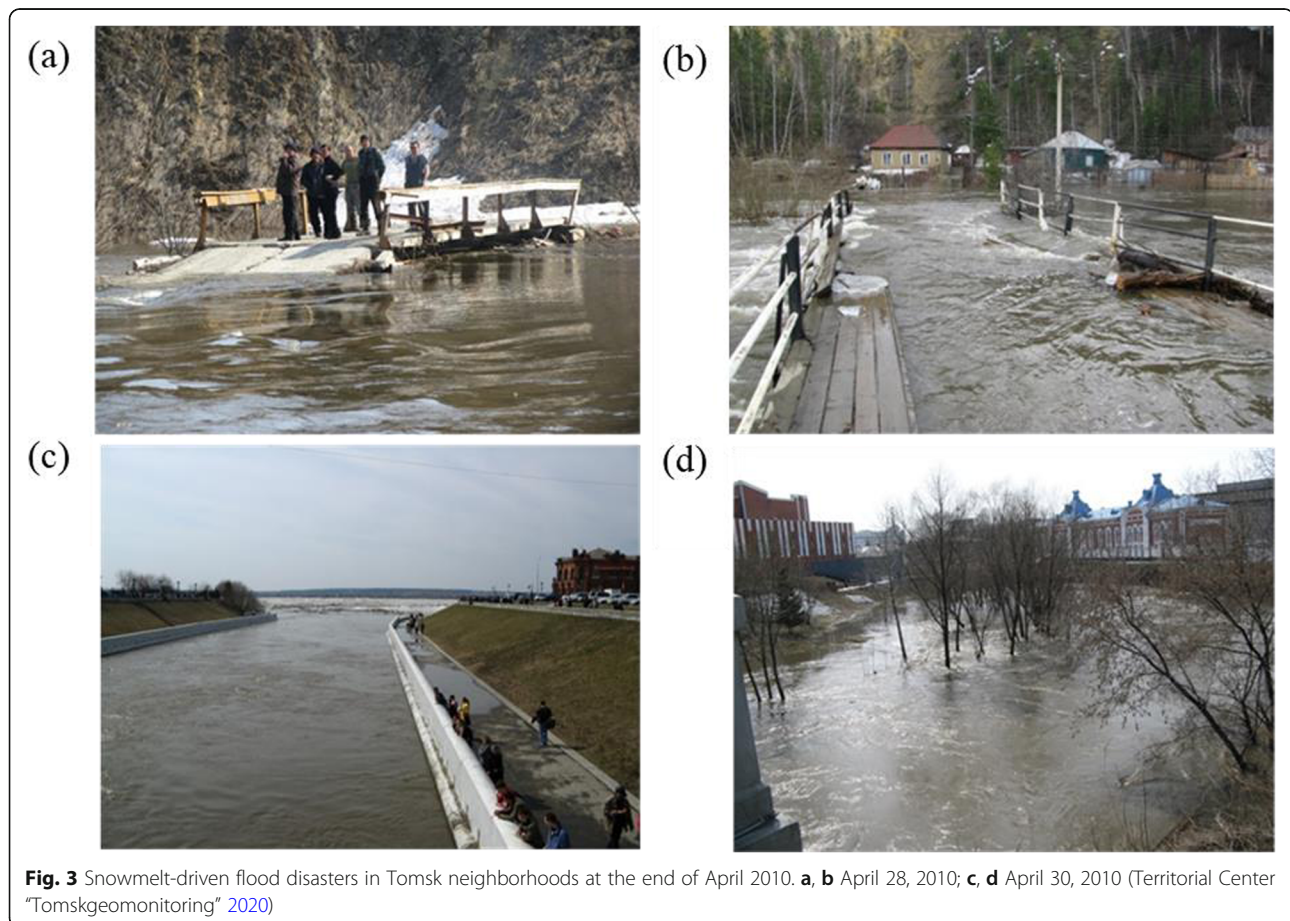 (a)
(b)
(c)
(d)
Fig. 3 Snowmelt-driven flood disasters in Tomsk neighborhoods at the end of April 2010. a, b April 28, 2010; c, d April 30, 2010 (Territorial Center
“Tomskgeomonitoring” 2020)